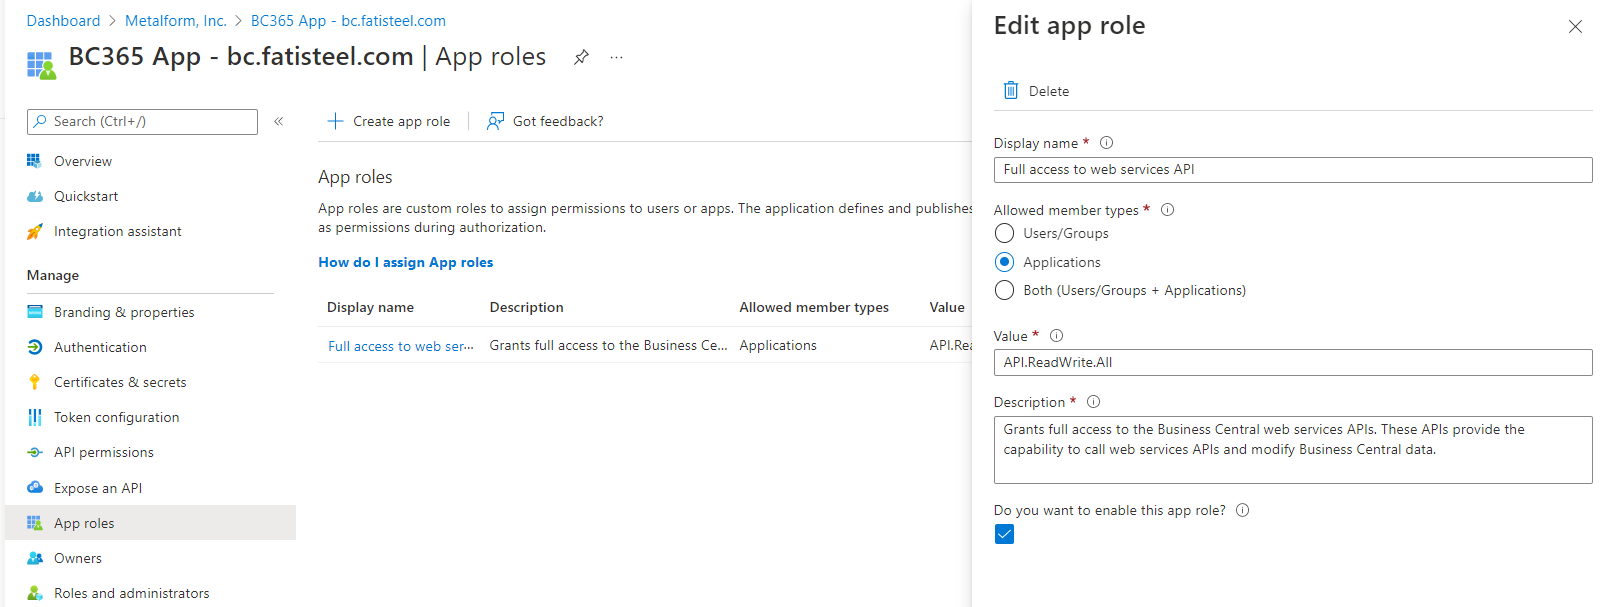 Dashboard > Metalform, Inc. > BC365 App - bc.fatisteel.com
BC365 App - bc.fatisteel.com | App roles
Search (Ctrl+/)
Overview
Quickstart
Integration assistant
Manage
Branding & properties
Authentication
Certificates & secrets
Token configuration
API permissions
Expose an API
App roles
Owners
Roles and administrators
Create app role
Got feedback?
App roles
App roles are custom roles to assign permissions to users or apps. The application defines and publishes
as permissions during authorization.
How do I assign App roles
Display name Description Allowed member types Value
Full access to web ser... Grants full access to the Business Ce... Applications API.Rea
Edit app role
Delete
Display name *
Full access to web services API
Allowed member types *
Users/Groups
Applications
Both (Users/Groups + Applications)
Value *
API.ReadWrite.All
Description *
Grants full access to the Business Central web services APIs. These APIs provide the
capability to call web services APIs and modify Business Central data.
Do you want to enable this app role?